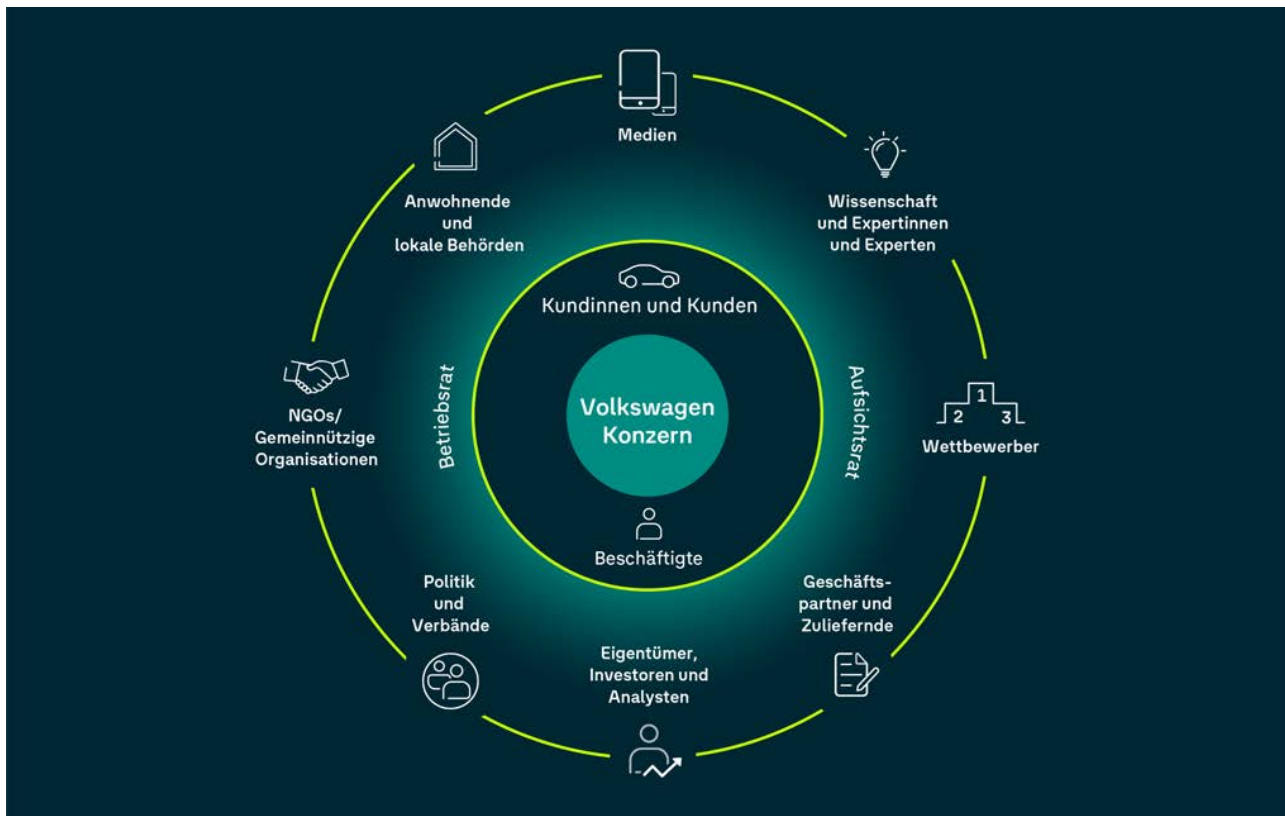 Medien
Anwohnende
und
lokale Behörden
Wissenschaft
und Expertinnen
und Experten
Kundinnen und Kunden
Betriebsrat
Volkswagen
Konzern
Aufsichtsrat
NGOs/
Gemeinnützige
Organisationen
1
2
3
Wettbewerber
Beschäftigte
Politik
und
Verbände
Geschäfts-
partner und
Zuliefernde
Eigentümer,
Investoren und
Analysten